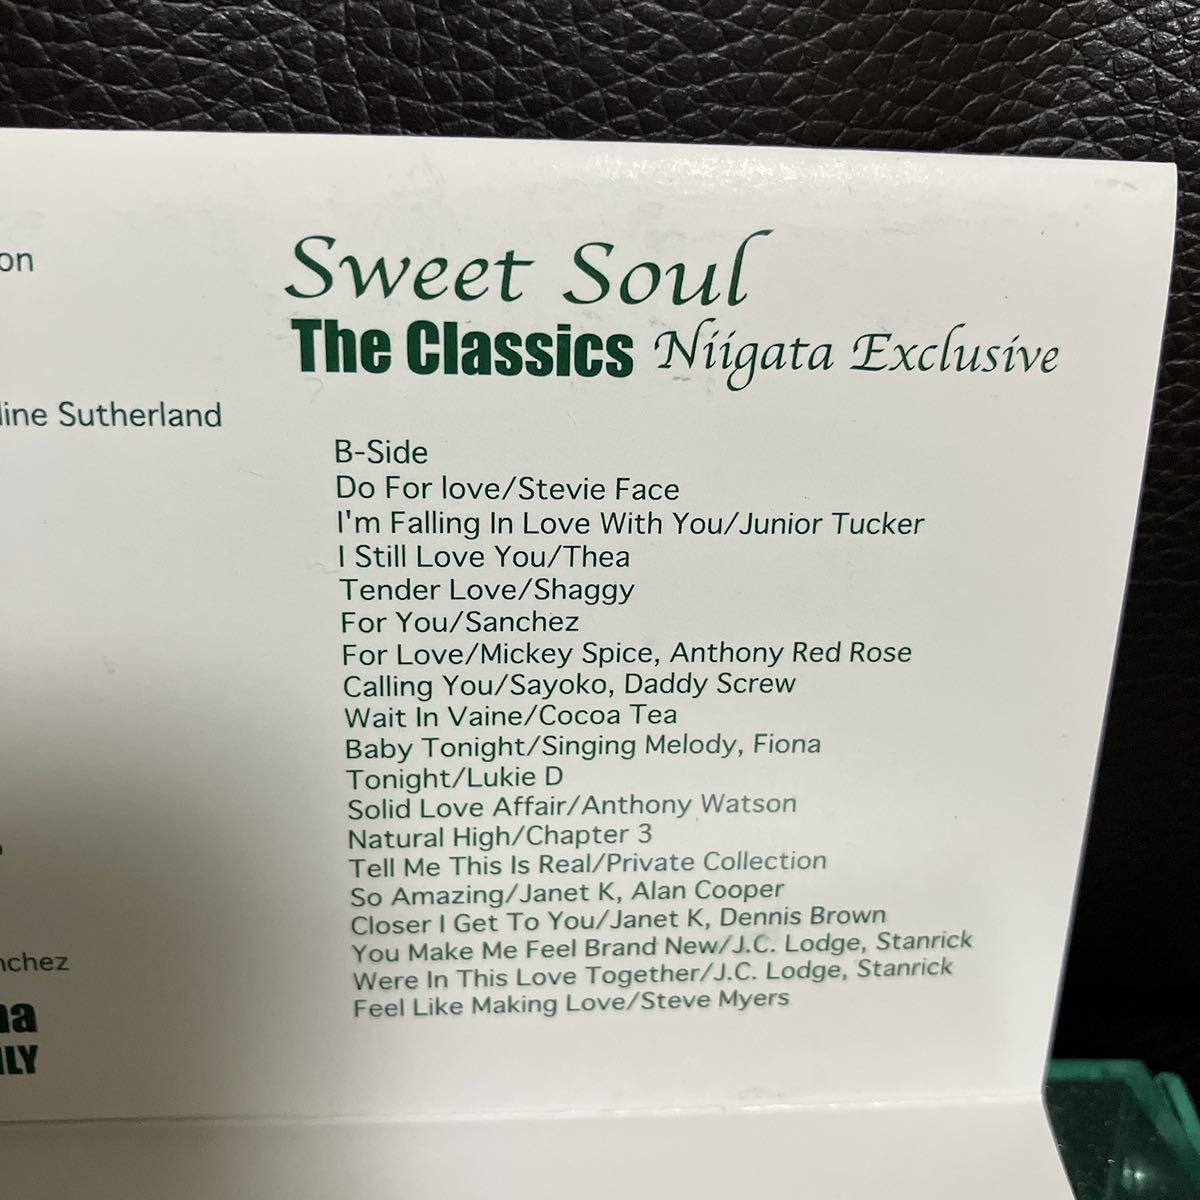 on
line Sutherland
nchez
na
ILY
Sweet Soul
The Classics Niigata Exclusive
B-Side
Do For love/Stevie Face
I'm Falling In Love With You/Junior Tucker
I Still Love You/Thea
Tender Love/Shaggy
For You/Sanchez
For Love/Mickey Spice, Anthony Red Rose
Calling You/Sayoko, Daddy Screw
Wait In Vaine/Cocoa Tea
Baby Tonight/Singing Melody, Fiona
Tonight/Lukie D
Solid Love Affair/Anthony Watson
Natural High/Chapter 3
Tell Me This Is Real/Private Collection
So Amazing/Janet K, Alan Cooper
Closer I Get To You/Janet K, Dennis Brown
You Make Me Feel Brand New/J.C. Lodge, Stanrick
Were In This Love Together/J.C. Lodge, Stanrick
Feel Like Making Love/Steve Myers